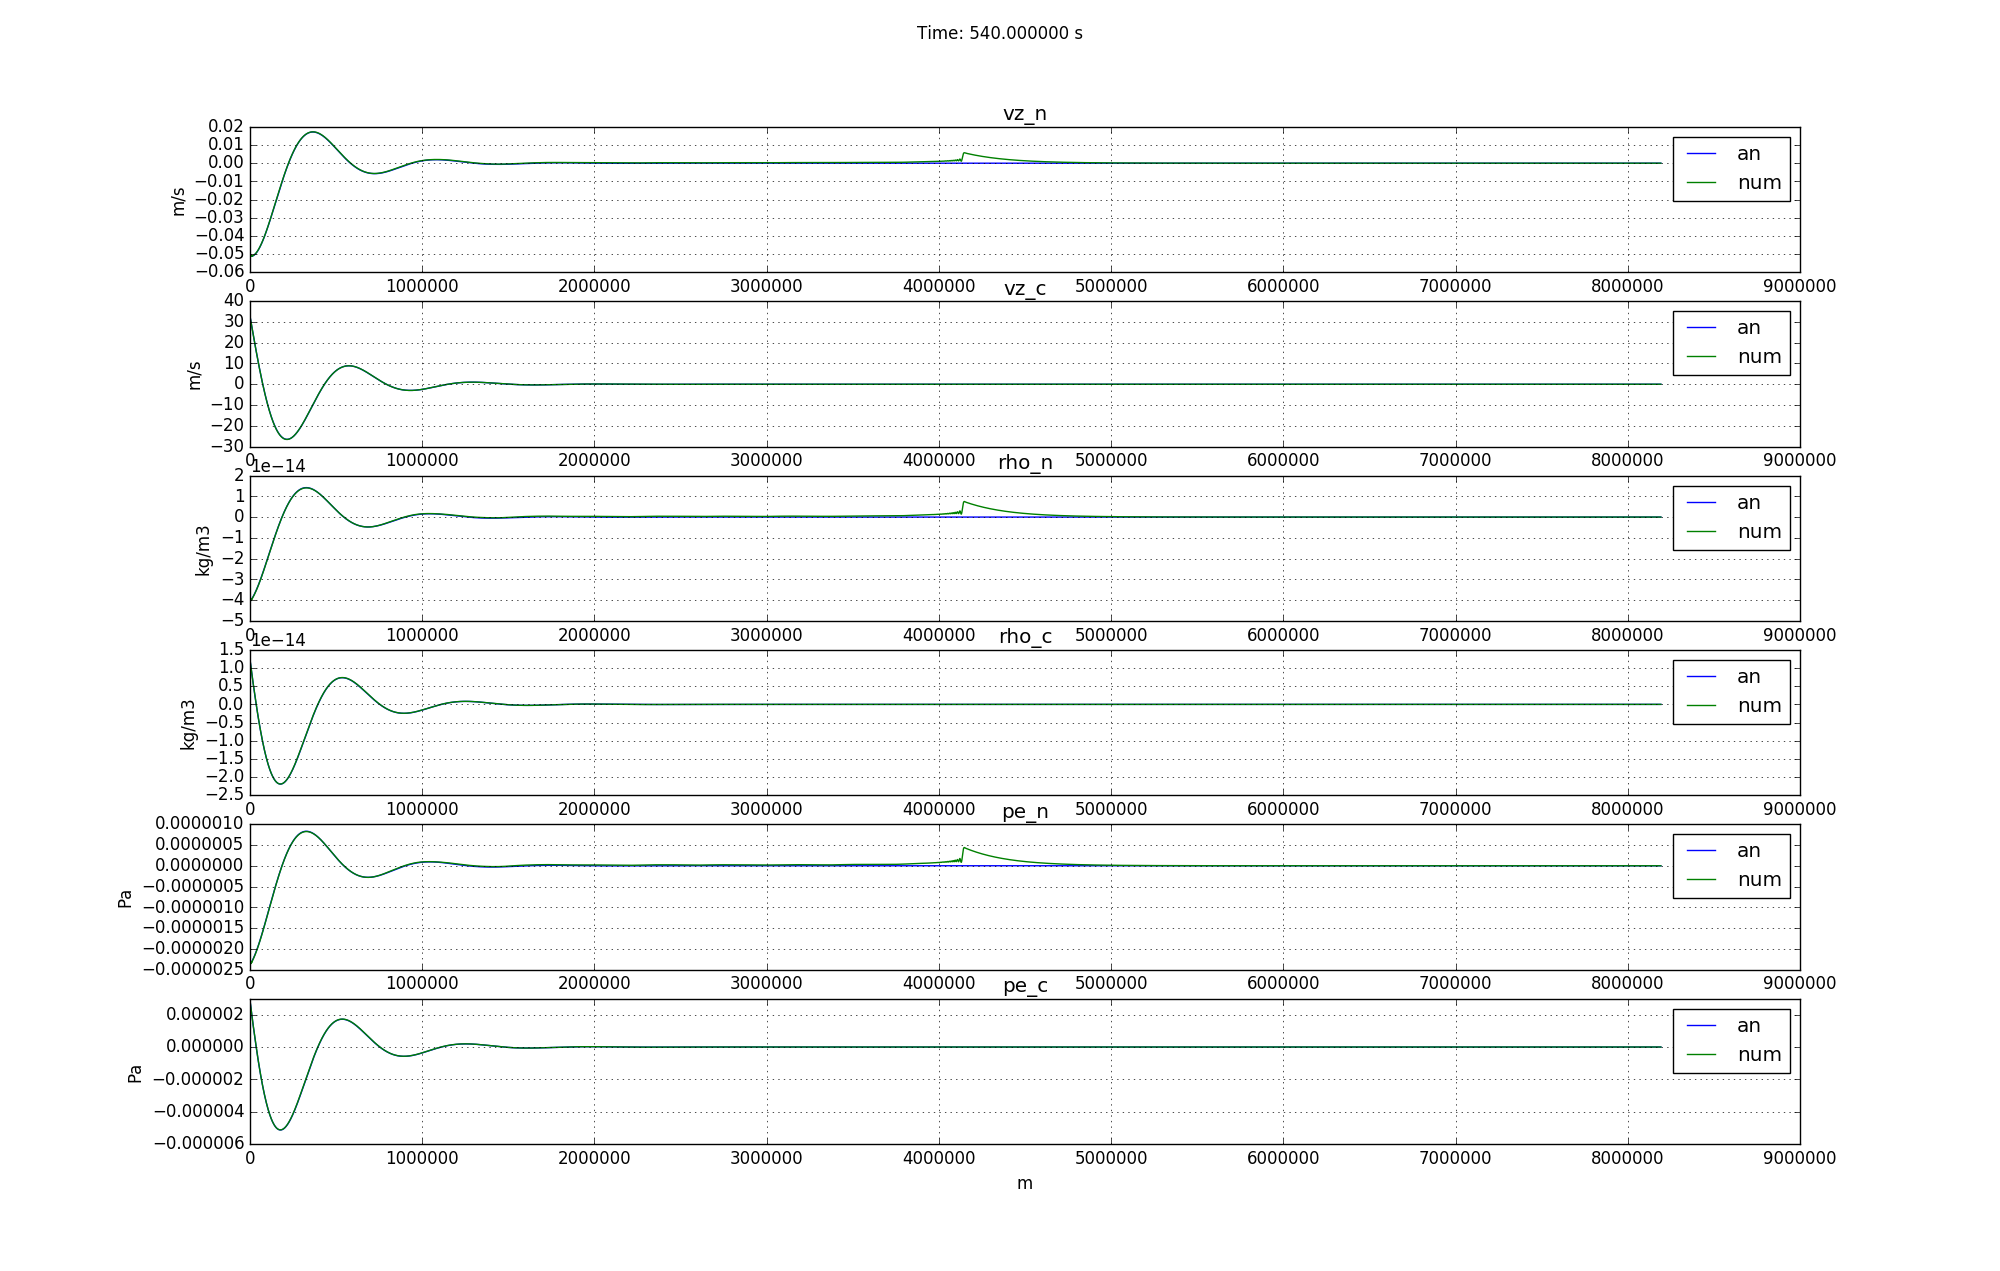 Time: 540.000000 s
vz_n
0.02
0.01
0.00
−0.01
−0.02
−0.03
−0.04
−0.05
−0.06
m/s
an
num
0 1000000 2000000 3000000 4000000 5000000 6000000 7000000 8000000 9000000
vz_c
40
30
20
10
0
−10
−20
−30
m/s
an
num
0 1000000 2000000 3000000 4000000 5000000 6000000 7000000 8000000 9000000
1e−14
rho_n
2
1
0
−1
−2
−3
−4
−5
kg/m3
an
num
0 1000000 2000000 3000000 4000000 5000000 6000000 7000000 8000000 9000000
1e−14
rho_c
1.5
1.0
0.5
0.0
−0.5
−1.0
−1.5
−2.0
−2.5
kg/m3
an
num
0 1000000 2000000 3000000 4000000 5000000 6000000 7000000 8000000 9000000
pe_n
0.0000010
0.0000005
0.0000000
−0.0000005
−0.0000010
−0.0000015
−0.0000020
−0.0000025
Pa
an
num
0 1000000 2000000 3000000 4000000 5000000 6000000 7000000 8000000 9000000
pe_c
0.000002
0.000000
−0.000002
−0.000004
−0.000006
Pa
an
num
0 1000000 2000000 3000000 4000000 5000000 6000000 7000000 8000000 9000000
m